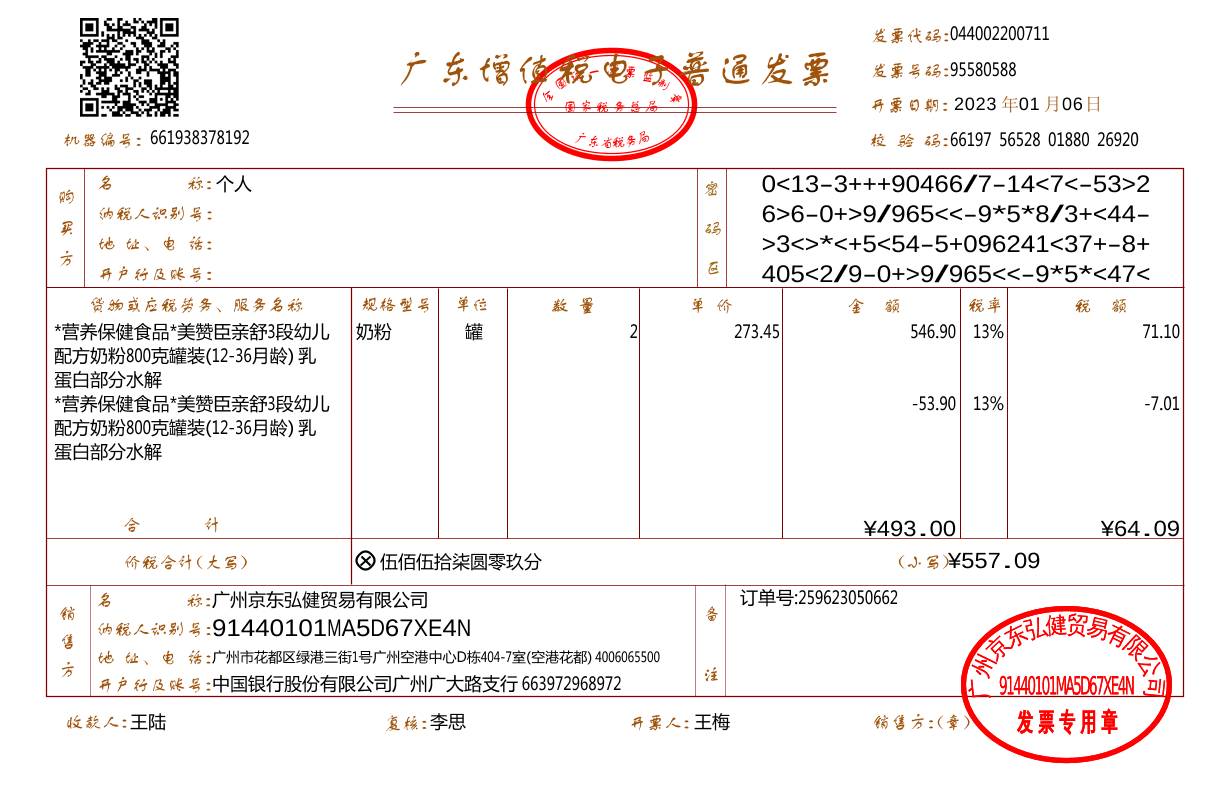 广东增值税电子普通发票
全国统一发票监制章
国家税务总局
广东省税务局
发票代码:044002200711
发票号码:95580588
开票日期: 2023 年01 月06日
机器编号: 661938378192
校 验 码:66197 56528 01880 26920
购买方
名 称:个人
纳税人识别号:
地 址、电 话:
开户行及账号:
密码区
0<13-3+++90466/7-14<7<-53>2
6>6-0+>9/965<<-9*5*8/3+<44-
>3<>*<+5<54-5+096241<37+-8+
405<2/9-0+>9/965<<-9*5*<47<
货物或应税劳务、服务名称 规格型号 单位 数 量 单 价 金 额 税率 税 额
*营养保健食品*美赞臣亲舒3段幼儿 奶粉 罐 2 273.45 546.90 13% 71.10
配方奶粉800克罐装(12-36月龄) 乳
蛋白部分水解
*营养保健食品*美赞臣亲舒3段幼儿 -53.90 13% -7.01
配方奶粉800克罐装(12-36月龄) 乳
蛋白部分水解
合 计 ¥493.00 ¥64.09
价税合计(大写) ⊗ 伍佰伍拾柒圆零玖分 (小写)¥557.09
销售方
名 称:广州京东弘健贸易有限公司
纳税人识别号:91440101MA5D67XE4N
地 址、电 话:广州市花都区绿港三街1号广州空港中心D栋404-7室(空港花都) 4006065500
开户行及账号:中国银行股份有限公司广州广大路支行 663972968972
备注
订单号:259623050662
广州京东弘健贸易有限公司
91440101MA5D67XE4N
发票专用章
收款人:王陆 复核:李思 开票人:王梅 销售方:(章)